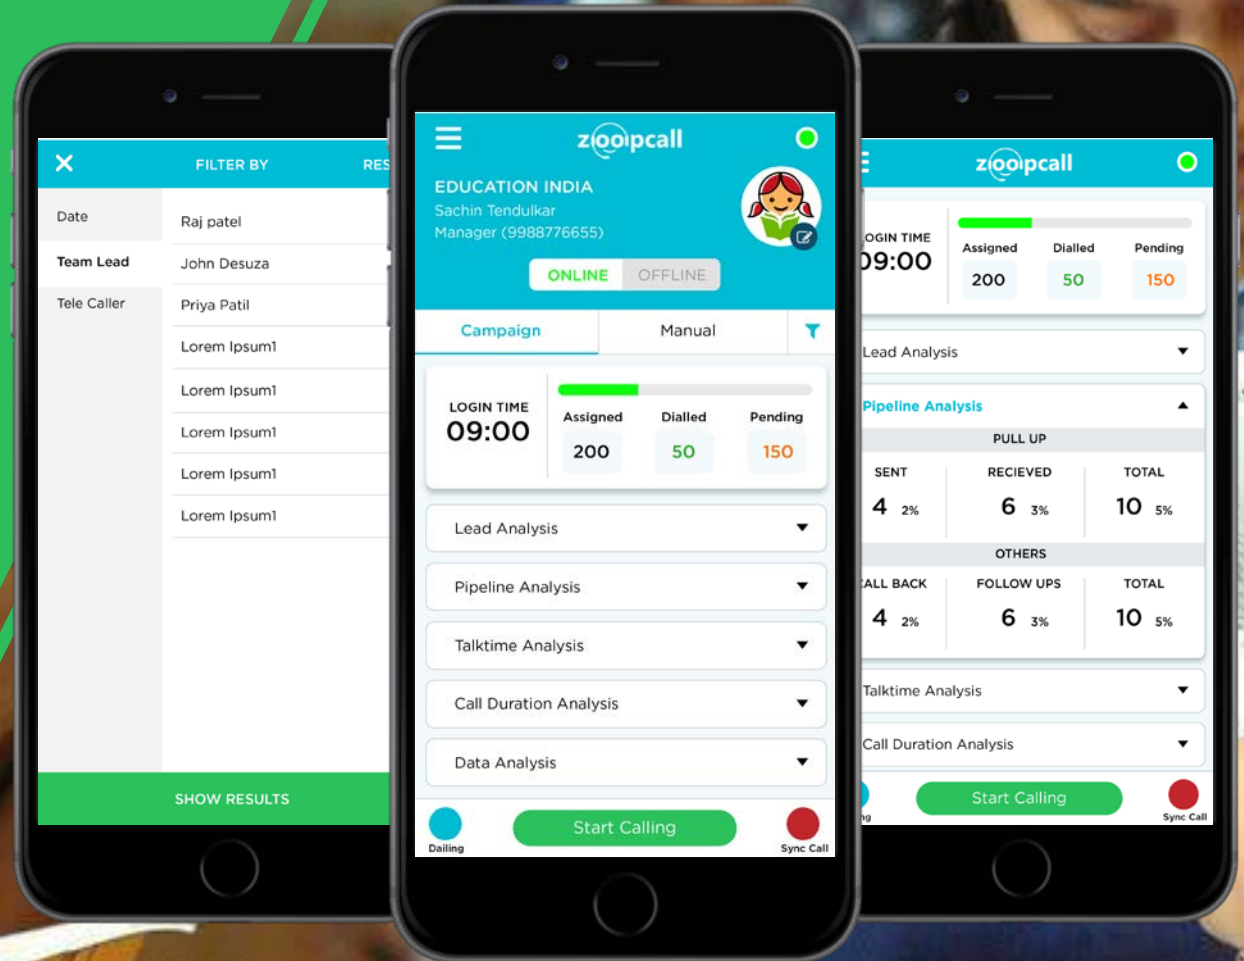 FILTER BY
RES
Date
Team Lead
Tele Caller
Raj patel
John Desuza
Priya Patil
Lorem Ipsum1
Lorem Ipsum1
Lorem Ipsum1
Lorem Ipsum1
Lorem Ipsum1
SHOW RESULTS
zooopcall
EDUCATION INDIA
Sachin Tendulkar
Manager (9988776655)
ONLINE OFFLINE
Campaign Manual
LOGIN TIME
09:00
Assigned Dialled Pending
200 50 150
Lead Analysis
Pipeline Analysis
Talktime Analysis
Call Duration Analysis
Data Analysis
Start Calling
Dailing
Sync Call
zooopcall
OGIN TIME
09:00
Assigned Dialled Pending
200 50 150
Lead Analysis
Pipeline Analysis
PULL UP
SENT RECIEVED TOTAL
4 2% 6 3% 10 5%
OTHERS
ALL BACK FOLLOW UPS TOTAL
4 2% 6 3% 10 5%
Talktime Analysis
Call Duration Analysis
Start Calling
ng
Sync Call